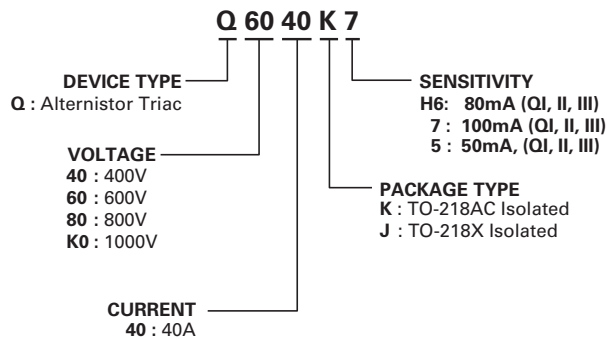 Q 60 40 K 7
DEVICE TYPE
Q : Alternistor Triac
VOLTAGE
40 : 400V
60 : 600V
80 : 800V
K0 : 1000V
CURRENT
40 : 40A
SENSITIVITY
H6: 80mA (QI, II, III)
7 : 100mA (QI, II, III)
5 : 50mA, (QI, II, III)
PACKAGE TYPE
K : TO-218AC Isolated
J : TO-218X Isolated